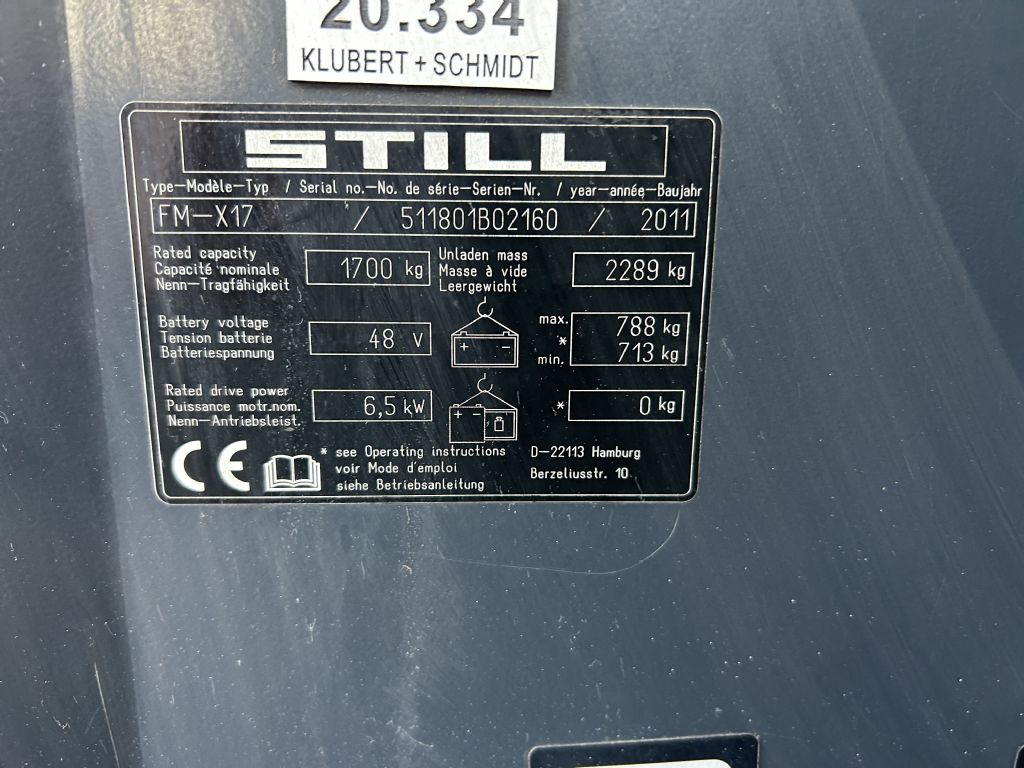 20.334
KLUBERT + SCHMIDT
STILL
Type-Modèle-Typ / Serial no.-No. de série-Serien-Nr. / year-année-Baujahr
FM-X17 / 511801B02160 / 2011
Rated capacity
Capacité nominale
Nenn-Tragfähigkeit
1700 kg
Unladen mass
Masse à vide
Leergewicht
2289 kg
Battery voltage
Tension batterie
Batteriespannung
48 V
+ -
max. 788 kg
*
min. 713 kg
Rated drive power
Puissance motr.nom.
Nenn-Antriebsleist.
6,5 kW
+
* 0 kg
CE
* see Operating instructions
voir Mode d'emploi
siehe Betriebsanleitung
D-22113 Hamburg
Berzeliusstr. 10